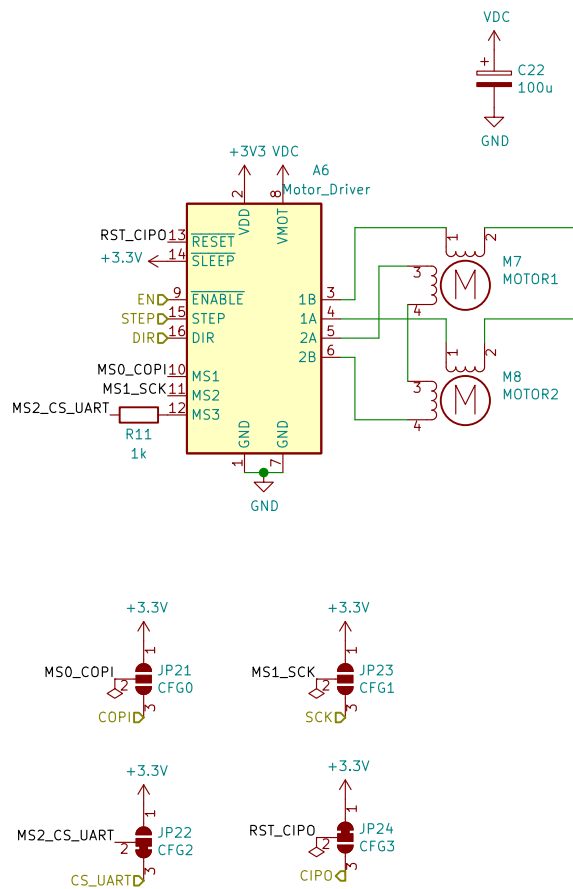 VDC
+
C22
100u
GND
+3V3 VDC
A6
Motor_Driver
2 8
VDD VMOT
RST_CIPO 13 RESET
+3.3V 14 SLEEP
EN 9 ENABLE 1B 3
STEP 15 STEP 1A 4
DIR 16 DIR 2A 5
2B 6
MS0_COPI 10 MS1
MS1_SCK 11 MS2
MS2_CS_UART 12 MS3
R11
1k
GND GND
1 7
GND
1 2
M7
MOTOR1
3 M
4
1 2
M8
MOTOR2
3 M
4
+3.3V
1
MS0_COPI JP21
2 CFG0
3
COPI
+3.3V
1
MS1_SCK JP23
2 CFG1
3
SCK
+3.3V
1
MS2_CS_UART JP22
2 CFG2
3
CS_UART
+3.3V
1
RST_CIPO JP24
2 CFG3
3
CIPO